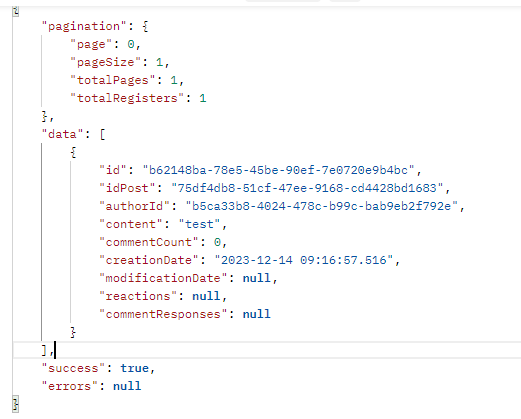 {
    "pagination": {
        "page": 0,
        "pageSize": 1,
        "totalPages": 1,
        "totalRegisters": 1
    },
    "data": [
        {
            "id": "b62148ba-78e5-45be-90ef-7e0720e9b4bc",
            "idPost": "75df4db8-51cf-47ee-9168-cd4428bd1683",
            "authorId": "b5ca33b8-4024-478c-b99c-bab9eb2f792e",
            "content": "test",
            "commentCount": 0,
            "creationDate": "2023-12-14 09:16:57.516",
            "modificationDate": null,
            "reactions": null,
            "commentResponses": null
        }
    ],
    "success": true,
    "errors": null
}